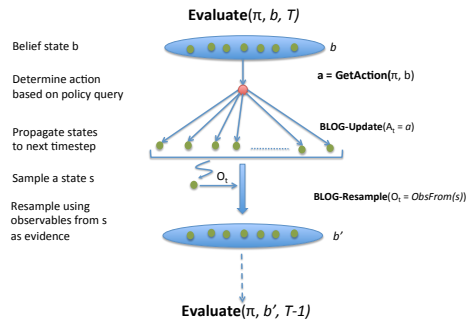 Evaluate(π, b, T)
Belief state b
b
Determine action
based on policy query
a = GetAction(π, b)
Propagate states
to next timestep
BLOG-Update(Aₜ = a)
Sample a state s
Oₜ
Resample using
observables from s
as evidence
BLOG-Resample(Oₜ = ObsFrom(s))
b′
Evaluate(π, b′, T-1)